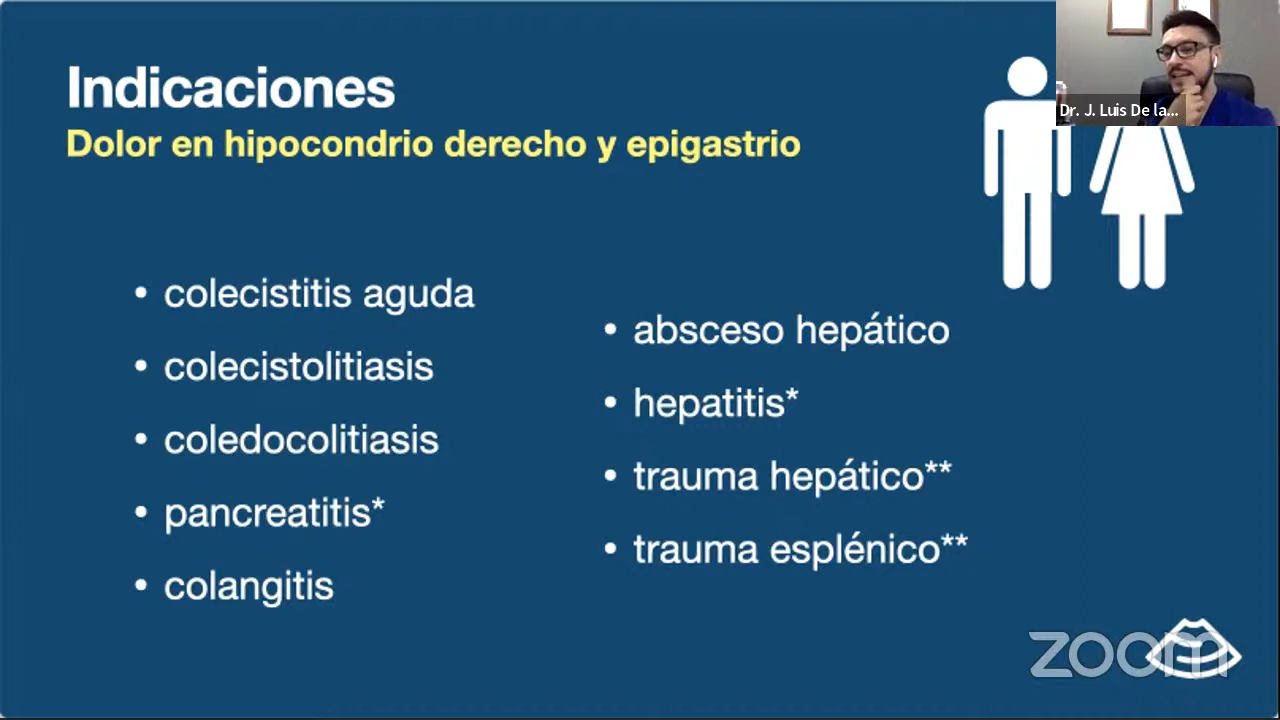 Indicaciones
Dolor en hipocondrio derecho y epigastrio
• colecistitis aguda
• colecistolitiasis
• coledocolitiasis
• pancreatitis*
• colangitis
• absceso hepático
• hepatitis*
• trauma hepático**
• trauma esplénico**
Dr. J. Luis De la...
zoom